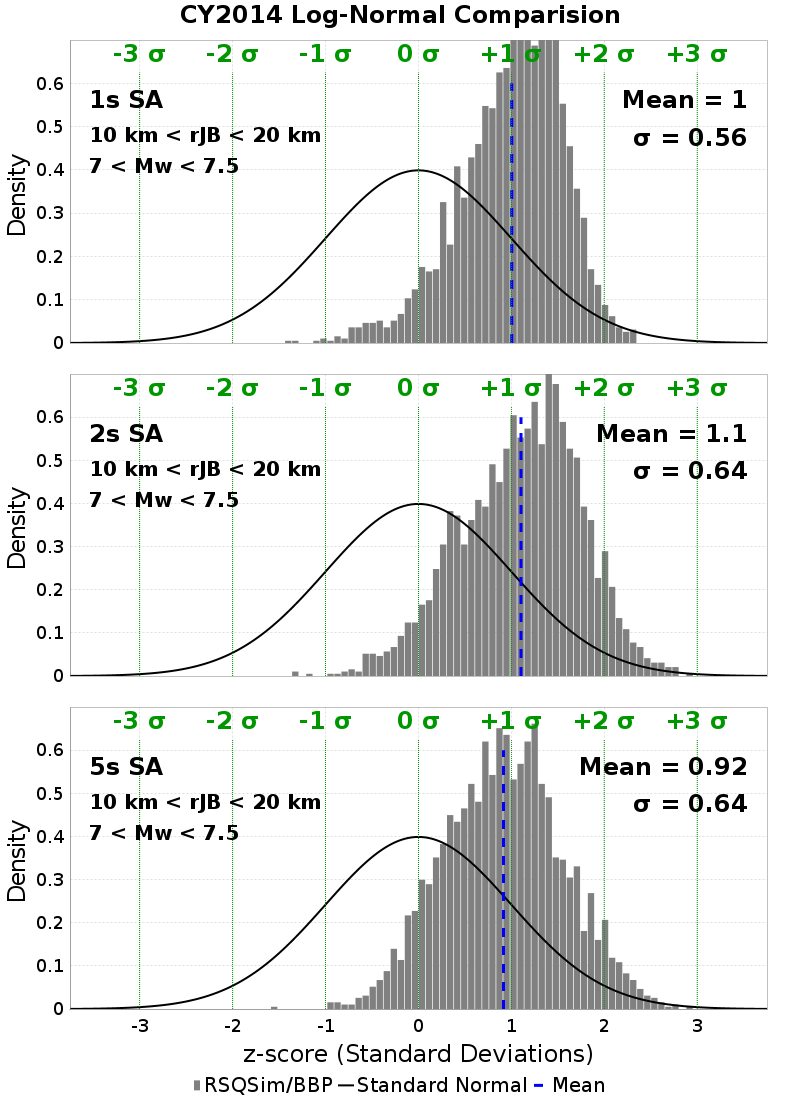 CY2014 Log-Normal Comparision
-3 σ -2 σ -1 σ 0 σ +1 σ +2 σ +3 σ
0.6
1s SA Mean = 1
0.5
10 km < rJB < 20 km σ = 0.56
7 < Mw < 7.5
0.4
0.3
0.2
0.1
0
Density
-3 σ -2 σ -1 σ 0 σ +1 σ +2 σ +3 σ
0.6
2s SA Mean = 1.1
0.5
10 km < rJB < 20 km σ = 0.64
7 < Mw < 7.5
0.4
0.3
0.2
0.1
0
Density
-3 σ -2 σ -1 σ 0 σ +1 σ +2 σ +3 σ
0.6
5s SA Mean = 0.92
0.5
10 km < rJB < 20 km σ = 0.64
7 < Mw < 7.5
0.4
0.3
0.2
0.1
0
Density
-3 -2 -1 0 1 2 3
z-score (Standard Deviations)
RSQSim/BBP Standard Normal Mean